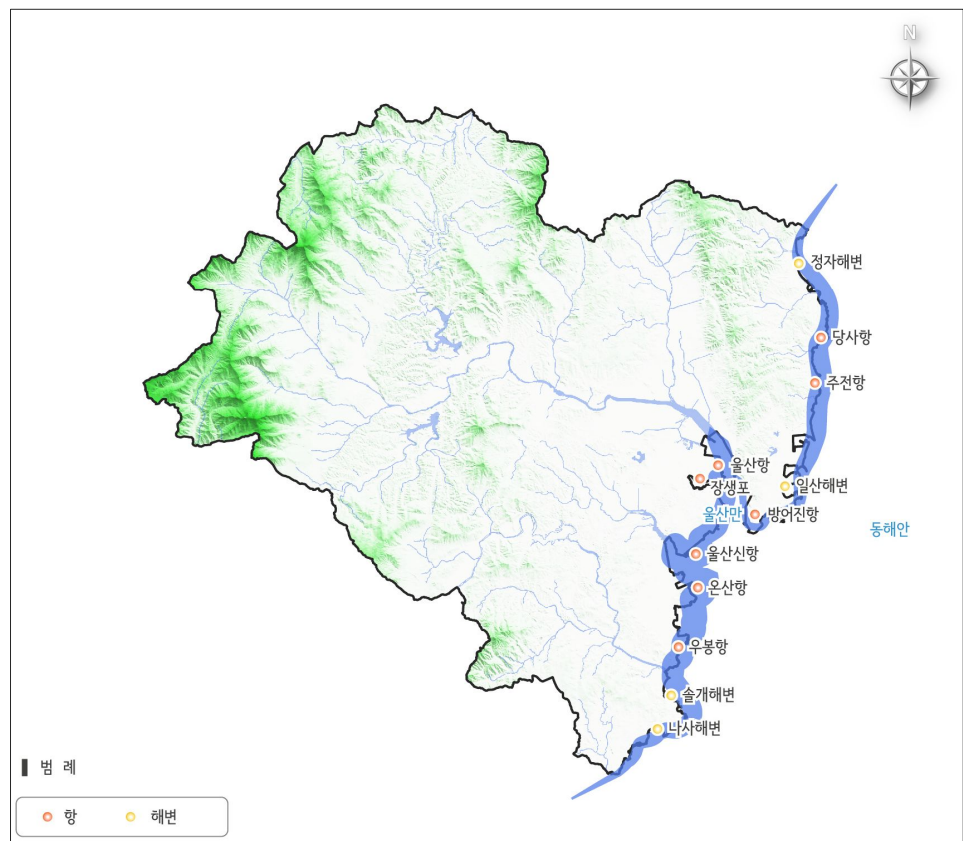 N
정자해변
당사항
주전항
울산항
장생포
일산해변
울산만
방어진항
동해안
울산신항
온산항
우봉항
솔개해변
나사해변
범 례
항
해변